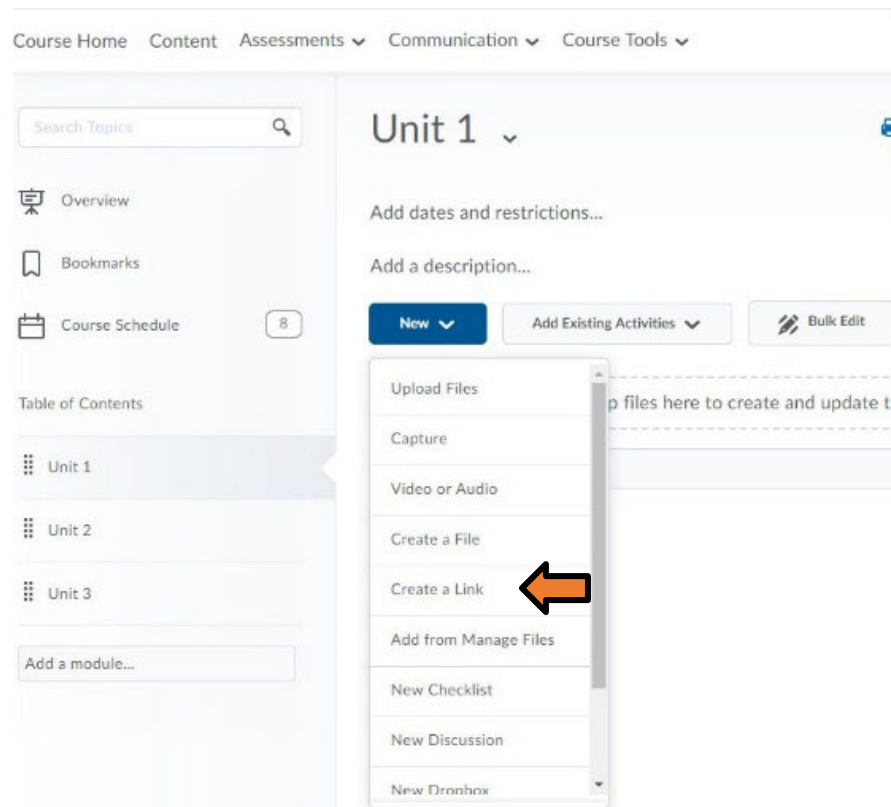 Course Home Content Assessments Communication Course Tools
Search Topics
Overview
Bookmarks
Course Schedule 8
Table of Contents
Unit 1
Unit 2
Unit 3
Add a module...
Unit 1
Add dates and restrictions...
Add a description...
New Add Existing Activities Bulk Edit
p files here to create and update t
Upload Files
Capture
Video or Audio
Create a File
Create a Link
Add from Manage Files
New Checklist
New Discussion
New Dropbox